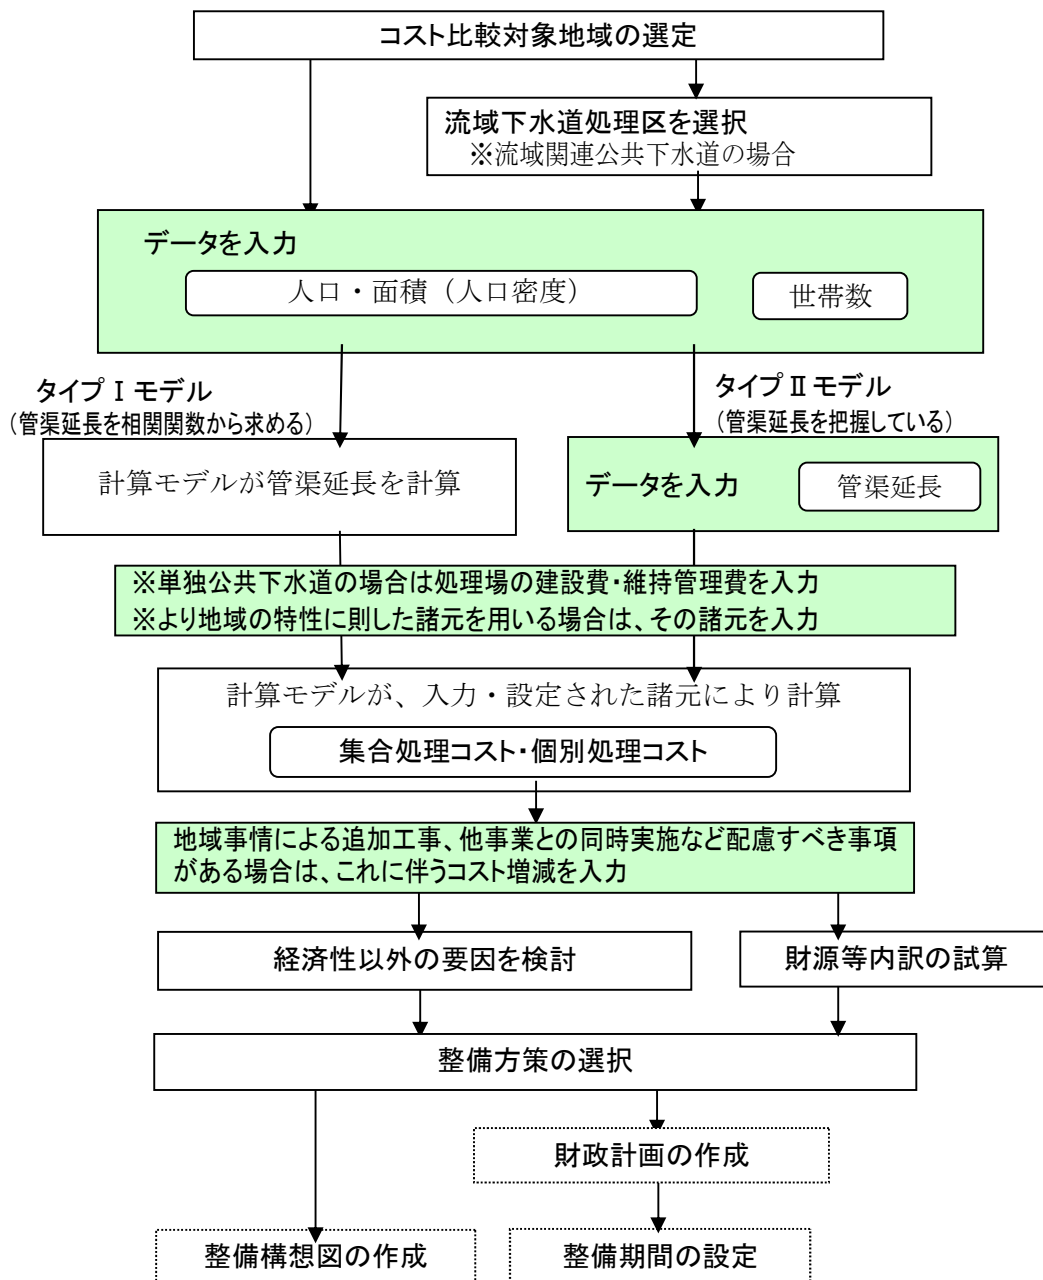 コスト比較対象地域の選定
流域下水道処理区を選択
※流域関連公共下水道の場合
データを入力
人口・面積（人口密度）
世帯数
タイプⅠモデル
（管渠延長を相関関数から求める）
タイプⅡモデル
（管渠延長を把握している）
計算モデルが管渠延長を計算
データを入力
管渠延長
※単独公共下水道の場合は処理場の建設費・維持管理費を入力
※より地域の特性に則した諸元を用いる場合は、その諸元を入力
計算モデルが、入力・設定された諸元により計算
集合処理コスト・個別処理コスト
地域事情による追加工事、他事業との同時実施など配慮すべき事項
がある場合は、これに伴うコスト増減を入力
経済性以外の要因を検討
財源等内訳の試算
整備方策の選択
財政計画の作成
整備構想図の作成
整備期間の設定